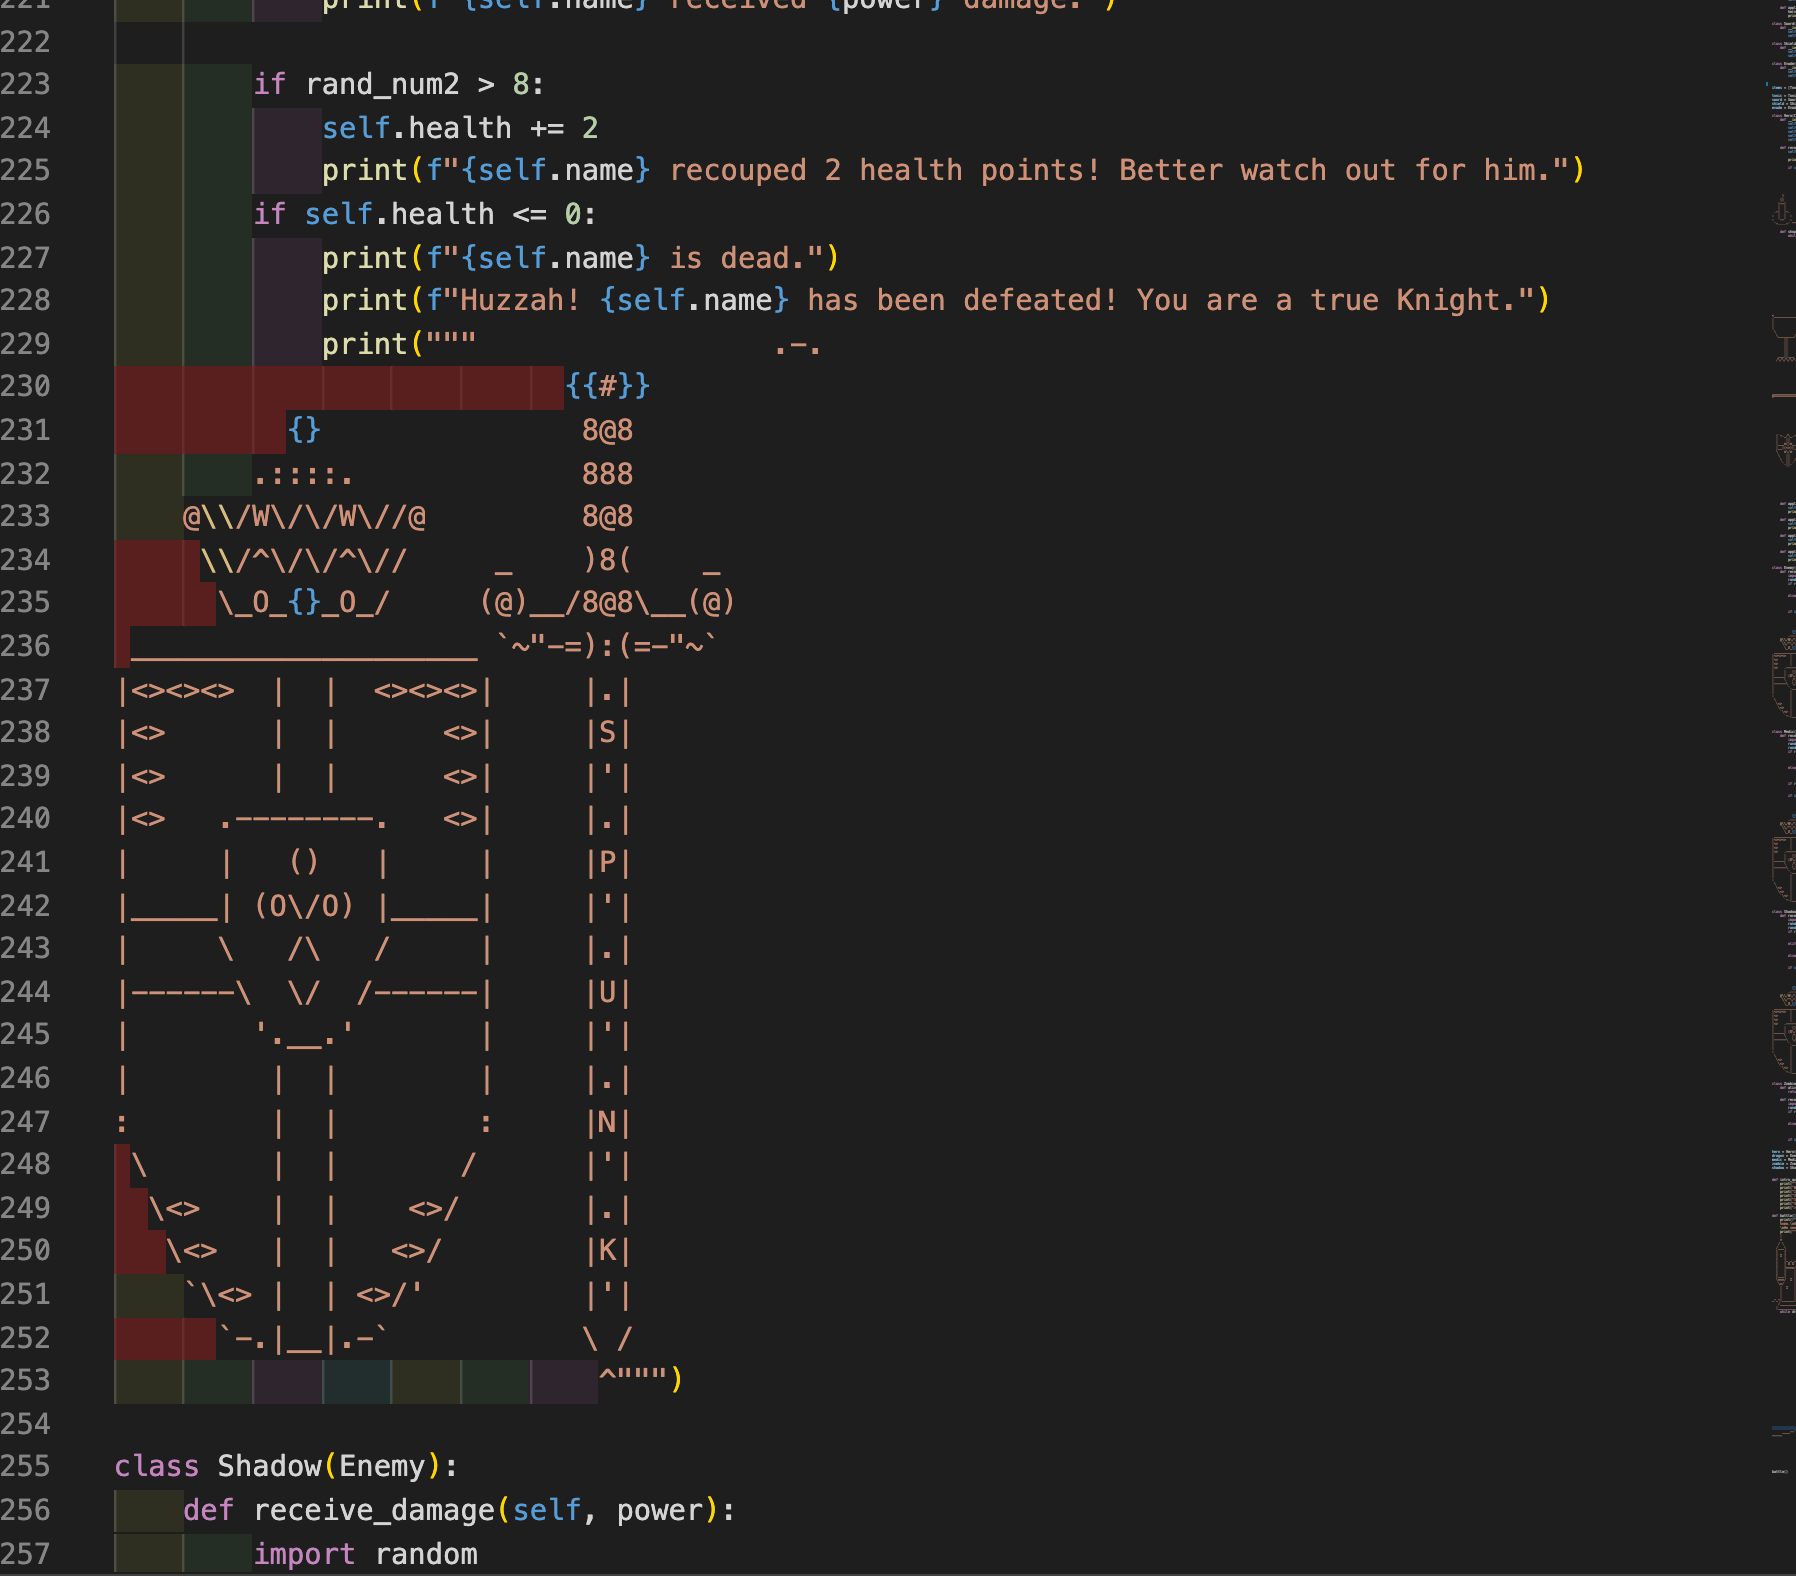 221                print(f"{self.name} received {power} damage.")
222
223            if rand_num2 > 8:
224                self.health += 2
225                print(f"{self.name} recouped 2 health points! Better watch out for him.")
226            if self.health <= 0:
227                print(f"{self.name} is dead.")
228                print(f"Huzzah! {self.name} has been defeated! You are a true Knight.")
229                print("""                 .-.
230                              {{#}}
231              {}               8@8
232            .::::.             888
233        @\\/W\/\/W\//@         8@8
234         \\/^\/\/^\//     _    )8(    _
235          \_O_{}_O_/     (@)__/8@8\__(@)
236     ____________________ `~"-=):(=-"~`
237    |<><><>  |  |  <><><>|     |.|
238    |<>      |  |      <>|     |S|
239    |<>      |  |      <>|     |'|
240    |<>   .--------.   <>|     |.|
241    |     |   ()   |     |     |P|
242    |_____| (O\/O) |_____|     |'|
243    |     \   /\   /     |     |.|
244    |------\  \/  /------|     |U|
245    |       '.__.'       |     |'|
246    |        |  |        |     |.|
247    :        |  |        :     |N|
248     \       |  |       /      |'|
249      \<>    |  |    <>/       |.|
250       \<>   |  |   <>/        |K|
251        `\<> |  | <>/'         |'|
252          `-.|__|.-`           \ /
253                                ^""")
254
255    class Shadow(Enemy):
256        def receive_damage(self, power):
257            import random